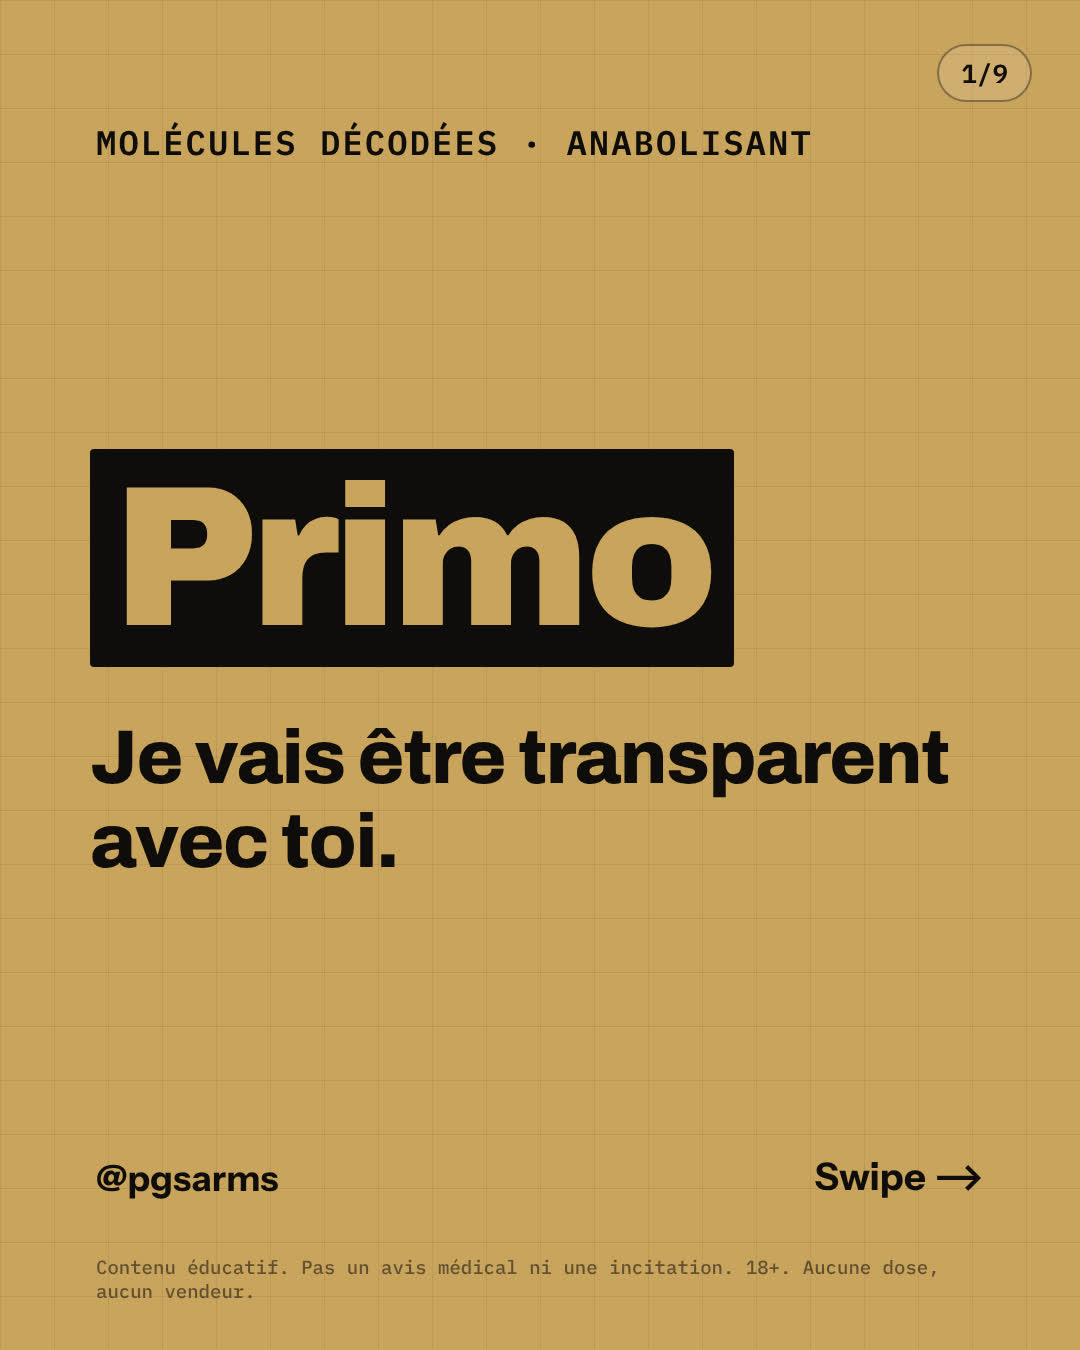 1/9
MOLÉCULES DÉCODÉES · ANABOLISANT
Primo
Je vais être transparent
avec toi.
@pgsarms
Swipe →
Contenu éducatif. Pas un avis médical ni une incitation. 18+. Aucune dose,
aucun vendeur.